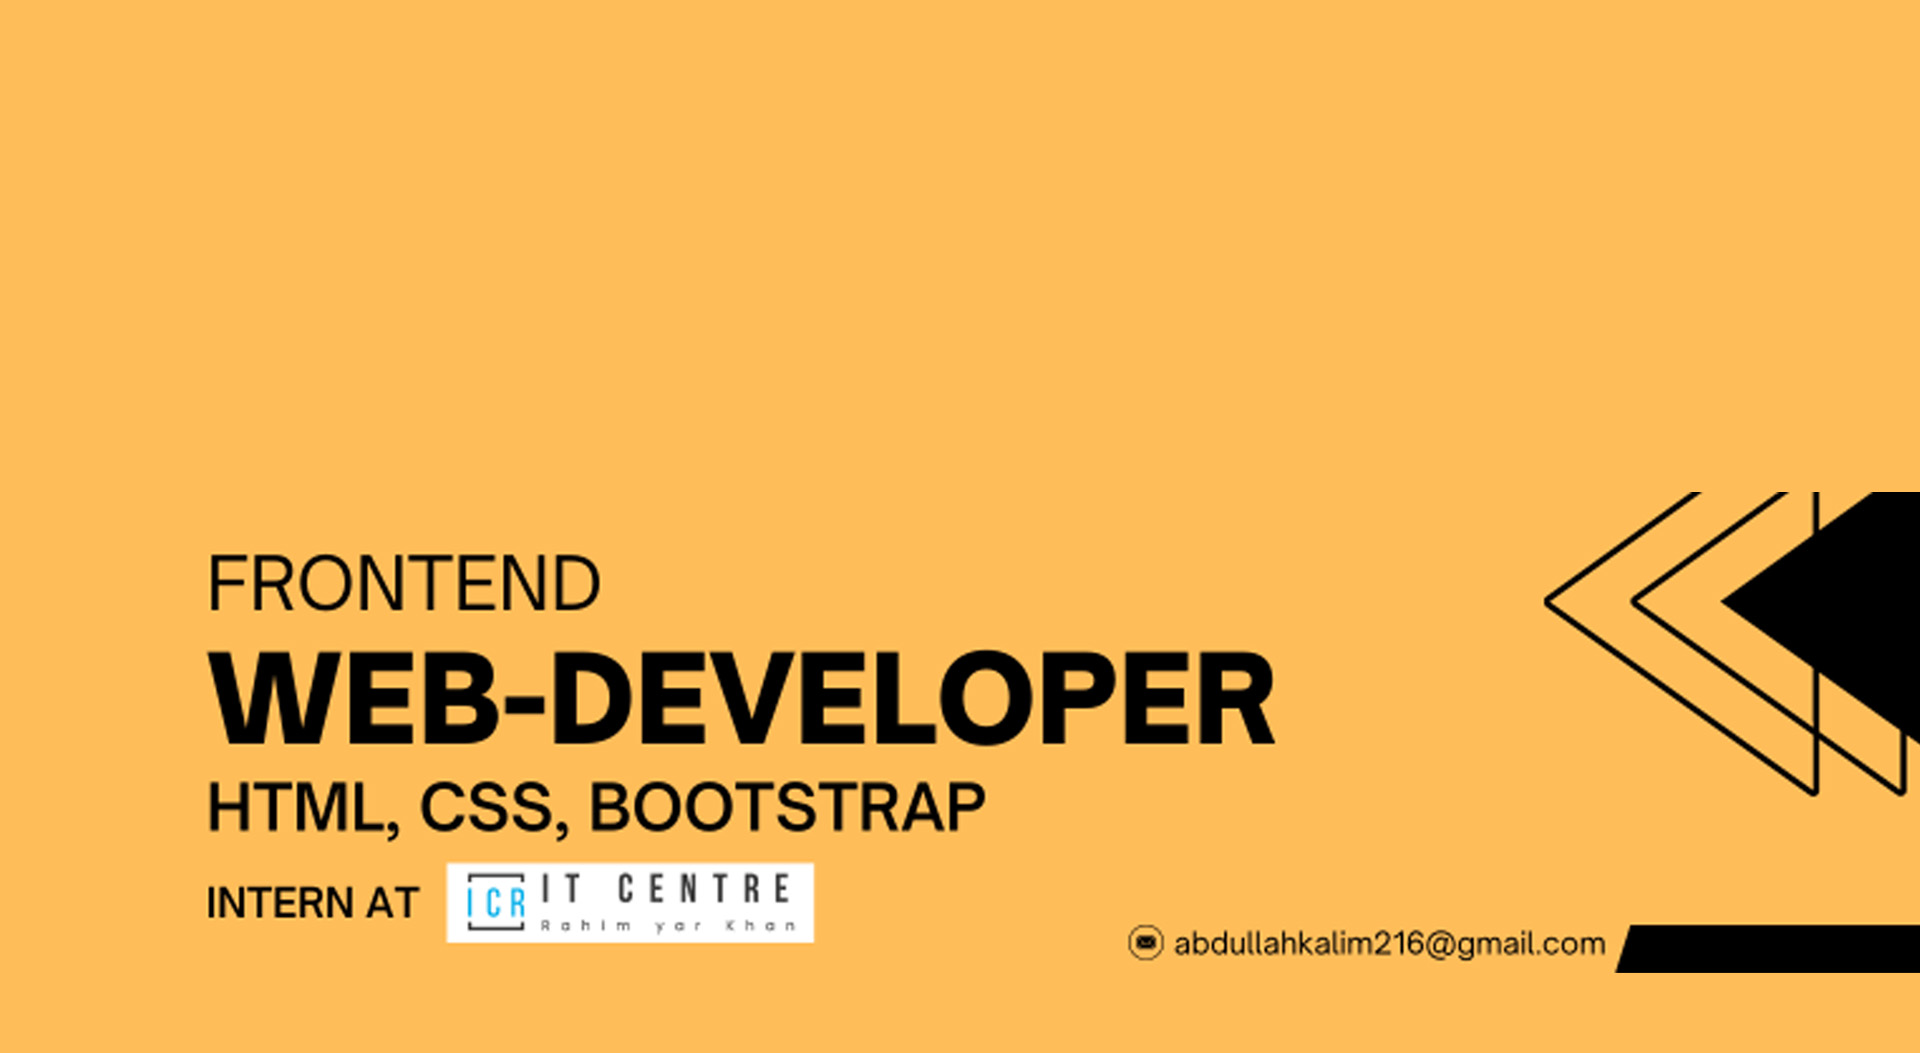 FRONTEND
WEB-DEVELOPER
HTML, CSS, BOOTSTRAP
INTERN AT
ICR
IT CENTRE
Rahim yar Khan
abdullahkalim216@gmail.com